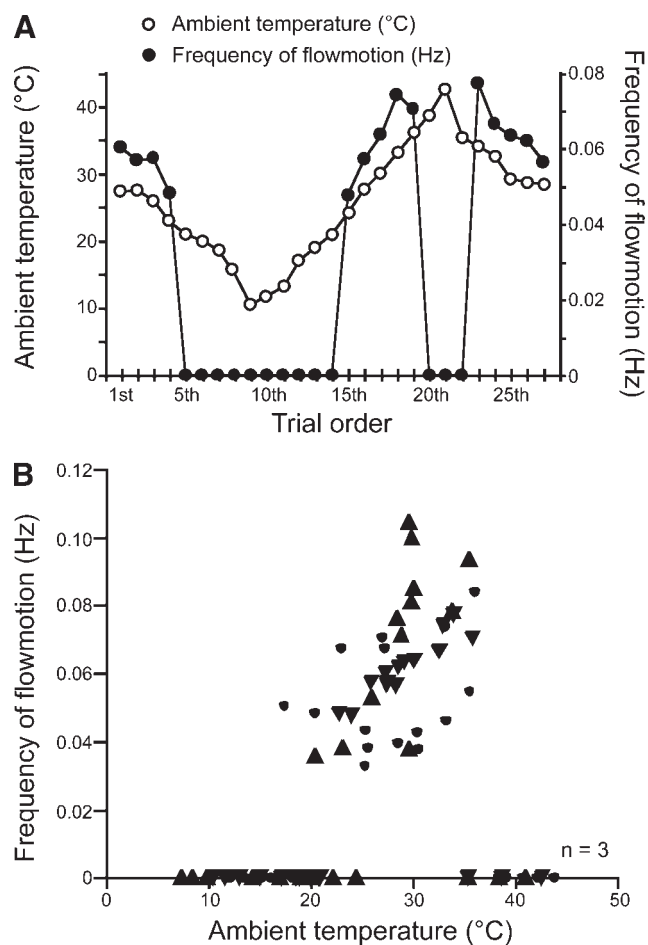 A
Ambient temperature (°C)
Frequency of flowmotion (Hz)
Ambient temperature (°C)
40
30
20
10
0
Frequency of flowmotion (Hz)
0.08
0.06
0.04
0.02
0
1st 5th 10th 15th 20th 25th
Trial order
B
Frequency of flowmotion (Hz)
0.12
0.10
0.08
0.06
0.04
0.02
0
n = 3
0 10 20 30 40 50
Ambient temperature (°C)